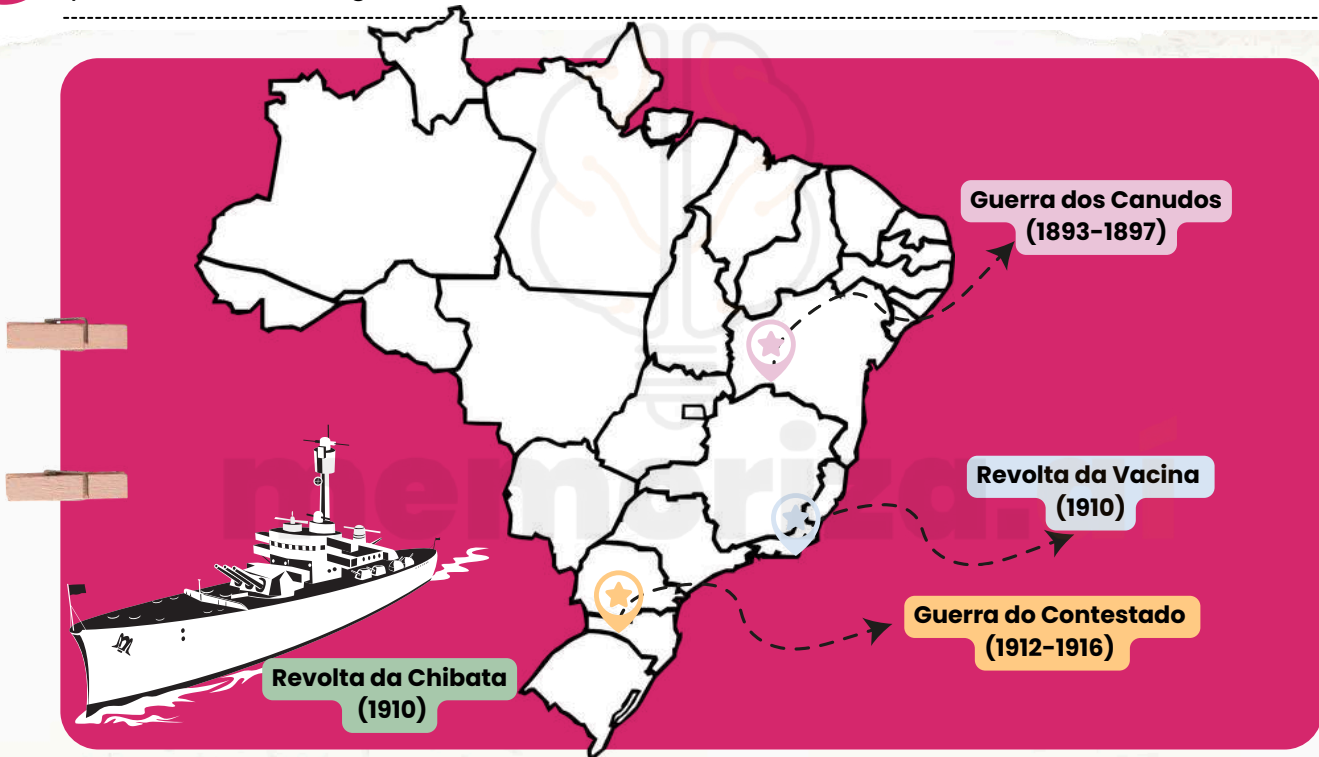 Guerra dos Canudos
(1893-1897)
Revolta da Vacina
(1910)
Guerra do Contestado
(1912-1916)
Revolta da Chibata
(1910)